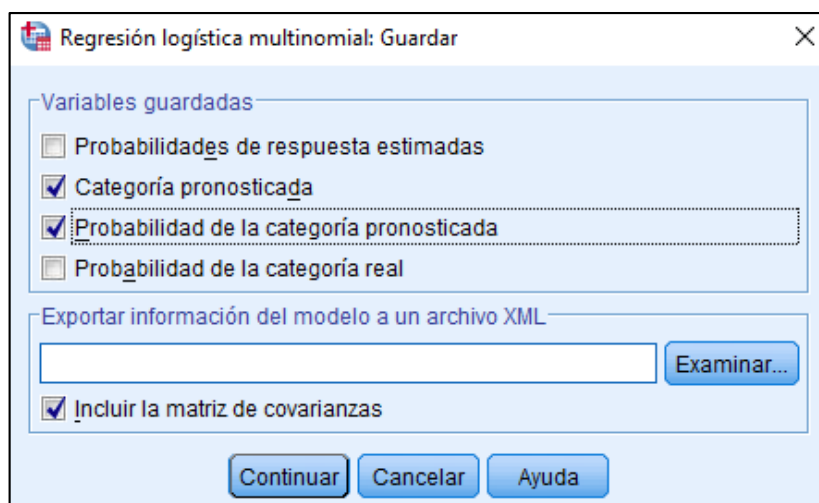 Regresión logística multinomial: Guardar
Variables guardadas
Probabilidades de respuesta estimadas
Categoría pronosticada
Probabilidad de la categoría pronosticada
Probabilidad de la categoría real
Exportar información del modelo a un archivo XML
Examinar...
Incluir la matriz de covarianzas
Continuar Cancelar Ayuda